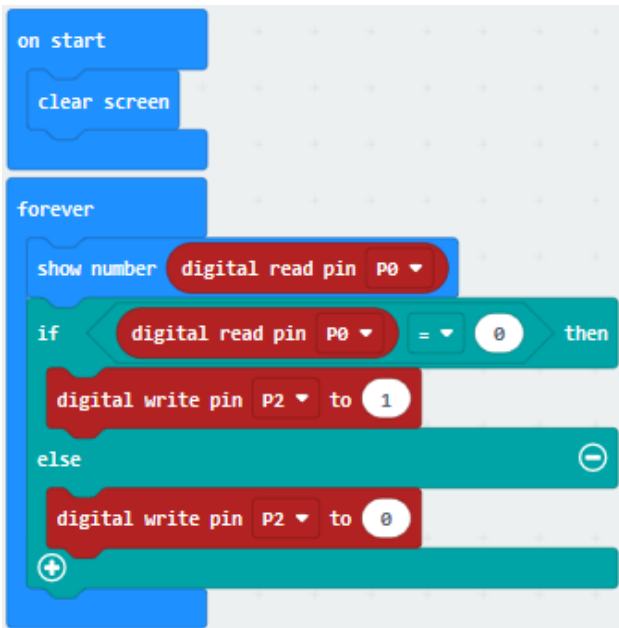 on start
clear screen
forever
show number digital read pin P0
if digital read pin P0 = 0 then
digital write pin P2 to 1
else
digital write pin P2 to 0